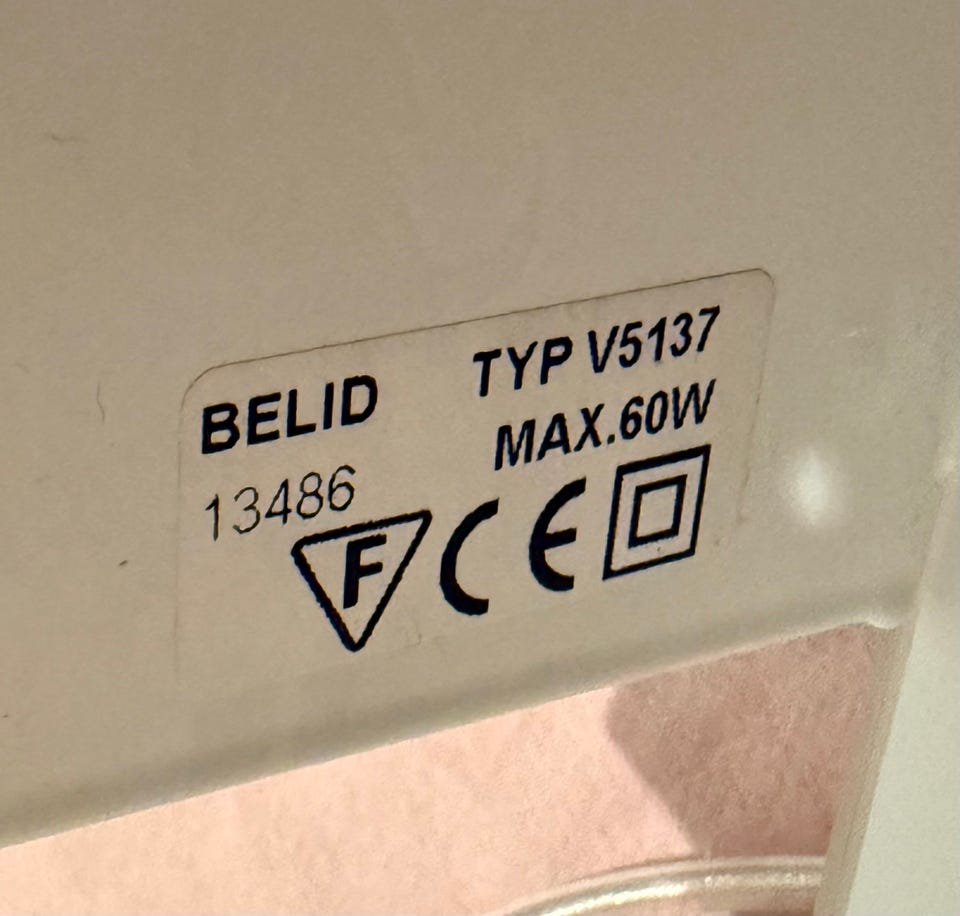 BELID
TYP V5137
MAX.60W
13486
F CE